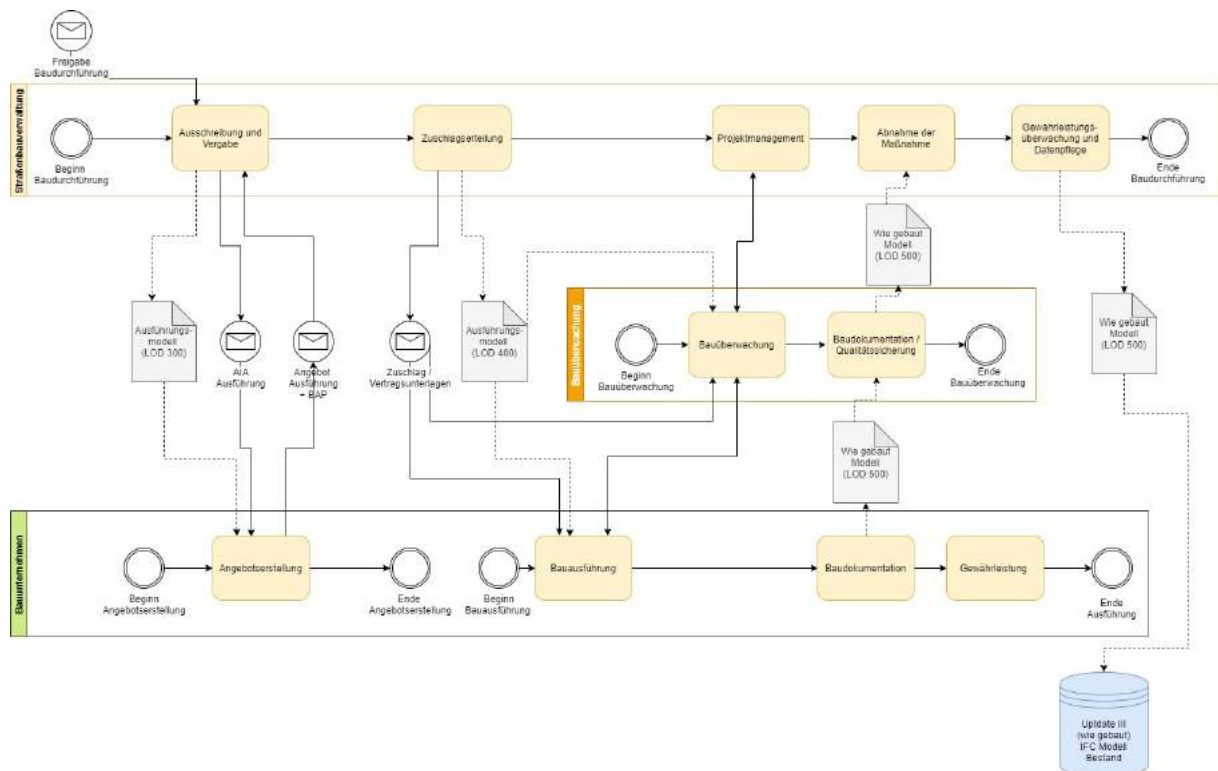 Freigabe
Baudurchführung
Straßenbauverwaltung
Beginn
Baudurchführung
Ausschreibung und
Vergabe
Zuschlagserteilung
Projektmanagement
Abnahme der
Maßnahme
Gewährleistungs-
überwachung und
Datenpflege
Ende
Baudurchführung
Ausführungs-
modell
(LOD 300)
AIA
Ausführung
Angebot
Ausführung
+ BAP
Zuschlag /
Vertragsunterlagen
Ausführungs-
modell
(LOD 400)
Wie gebaut
Modell
(LOD 500)
Wie gebaut
Modell
(LOD 500)
Bauüberwachung
Beginn
Bauüberwachung
Bauüberwachung
Baudokumentation /
Qualitätssicherung
Ende
Bauüberwachung
Wie gebaut
Modell
(LOD 500)
Bauunternehmen
Beginn
Angebotserstellung
Angebotserstellung
Ende
Angebotserstellung
Beginn
Bauausführung
Bauausführung
Baudokumentation
Gewährleistung
Ende
Ausführung
(wie gebaut)
IFC Modell
Bestand